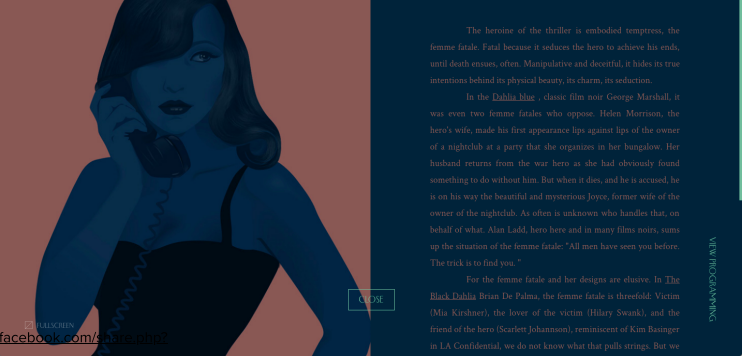 The heroine of the thriller is embodied temptress, the
femme fatale. Fatal because it seduces the hero to achieve his ends,
until death ensues, often. Manipulative and deceitful, it hides its true
intentions behind its physical beauty, its charm, its seduction.
In the Dahlia blue , classic film noir George Marshall, it
was even two femme fatales who oppose. Helen Morrison, the
hero's wife, made his first appearance lips against lips of the owner
of a nightclub at a party that she organizes in her bungalow. Her
husband returns from the war hero as she had obviously found
something to do without him. But when it dies, and he is accused, he
is on his way the beautiful and mysterious Joyce, former wife of the
owner of the nightclub. As often is unknown who handles that, on
behalf of what. Alan Ladd, hero here and in many films noirs, sums
up the situation of the femme fatale: "All men have seen you before.
The trick is to find you. "
For the femme fatale and her designs are elusive. In The
Black Dahlia Brian De Palma, the femme fatale is threefold: Victim
(Mia Kirshner), the lover of the victim (Hilary Swank), and the
friend of the hero (Scarlett Johannson), reminiscent of Kim Basinger
in LA Confidential, we do not know what that pulls strings. But we
CLOSE
FULLSCREEN
facebook.com/share.php?
VIEW PROGRAMMING